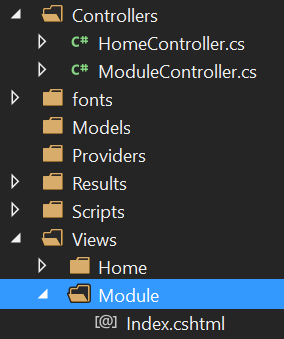 Controllers
C# HomeController.cs
C# ModuleController.cs
fonts
Models
Providers
Results
Scripts
Views
Home
Module
[@] Index.cshtml